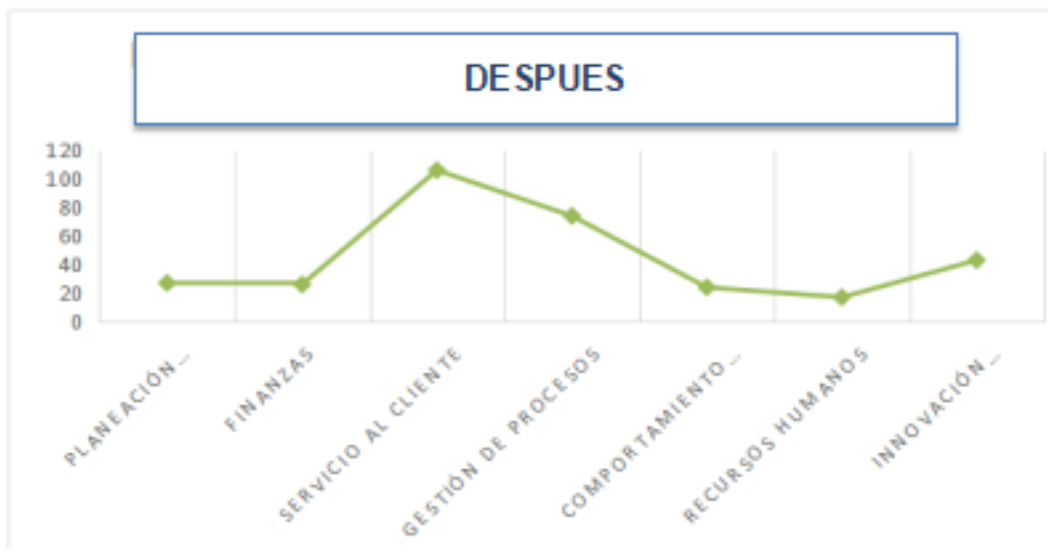 DESPUES
120
100
80
60
40
20
0
PLANEACIÓN...
FINANZAS
SERVICIO AL CLIENTE
GESTIÓN DE PROCESOS
COMPORTAMIENTO...
RECURSOS HUMANOS
INNOVACIÓN...